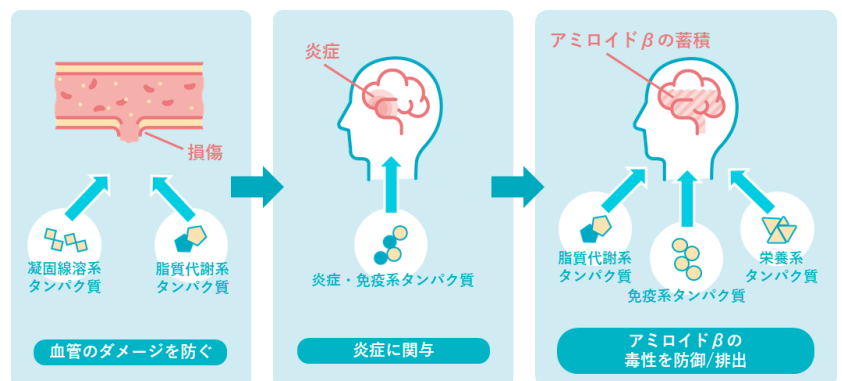 損傷
凝固線溶系
タンパク質
脂質代謝系
タンパク質
血管のダメージを防ぐ
炎症
炎症・免疫系タンパク質
炎症に関与
アミロイドβの蓄積
脂質代謝系
タンパク質
免疫系タンパク質
栄養系
タンパク質
アミロイドβの
毒性を防御/排出